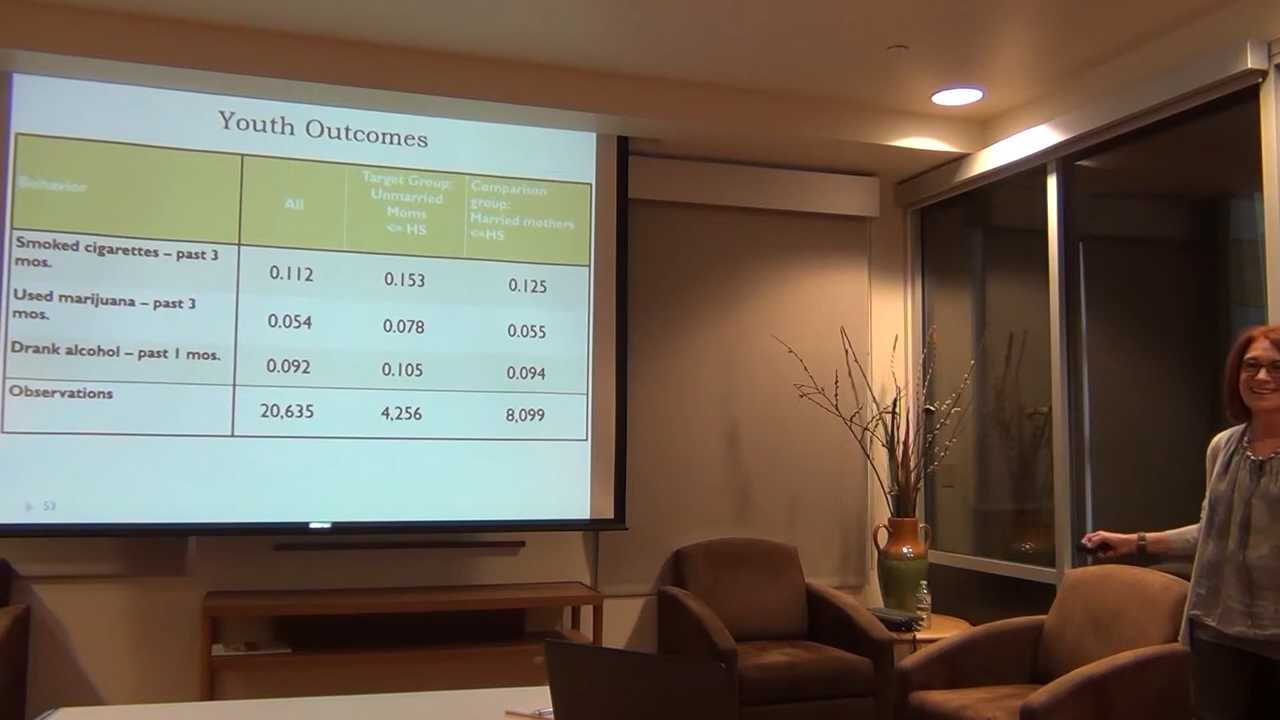 Youth Outcomes
Behavior
All
Target Group:
Unmarried
Moms
<= HS
Comparison
group:
Married mothers
<=HS
Smoked cigarettes – past 3
mos.
0.112
0.153
0.125
Used marijuana – past 3
mos.
0.054
0.078
0.055
Drank alcohol – past 1 mos.
0.092
0.105
0.094
Observations
20,635
4,256
8,099
53